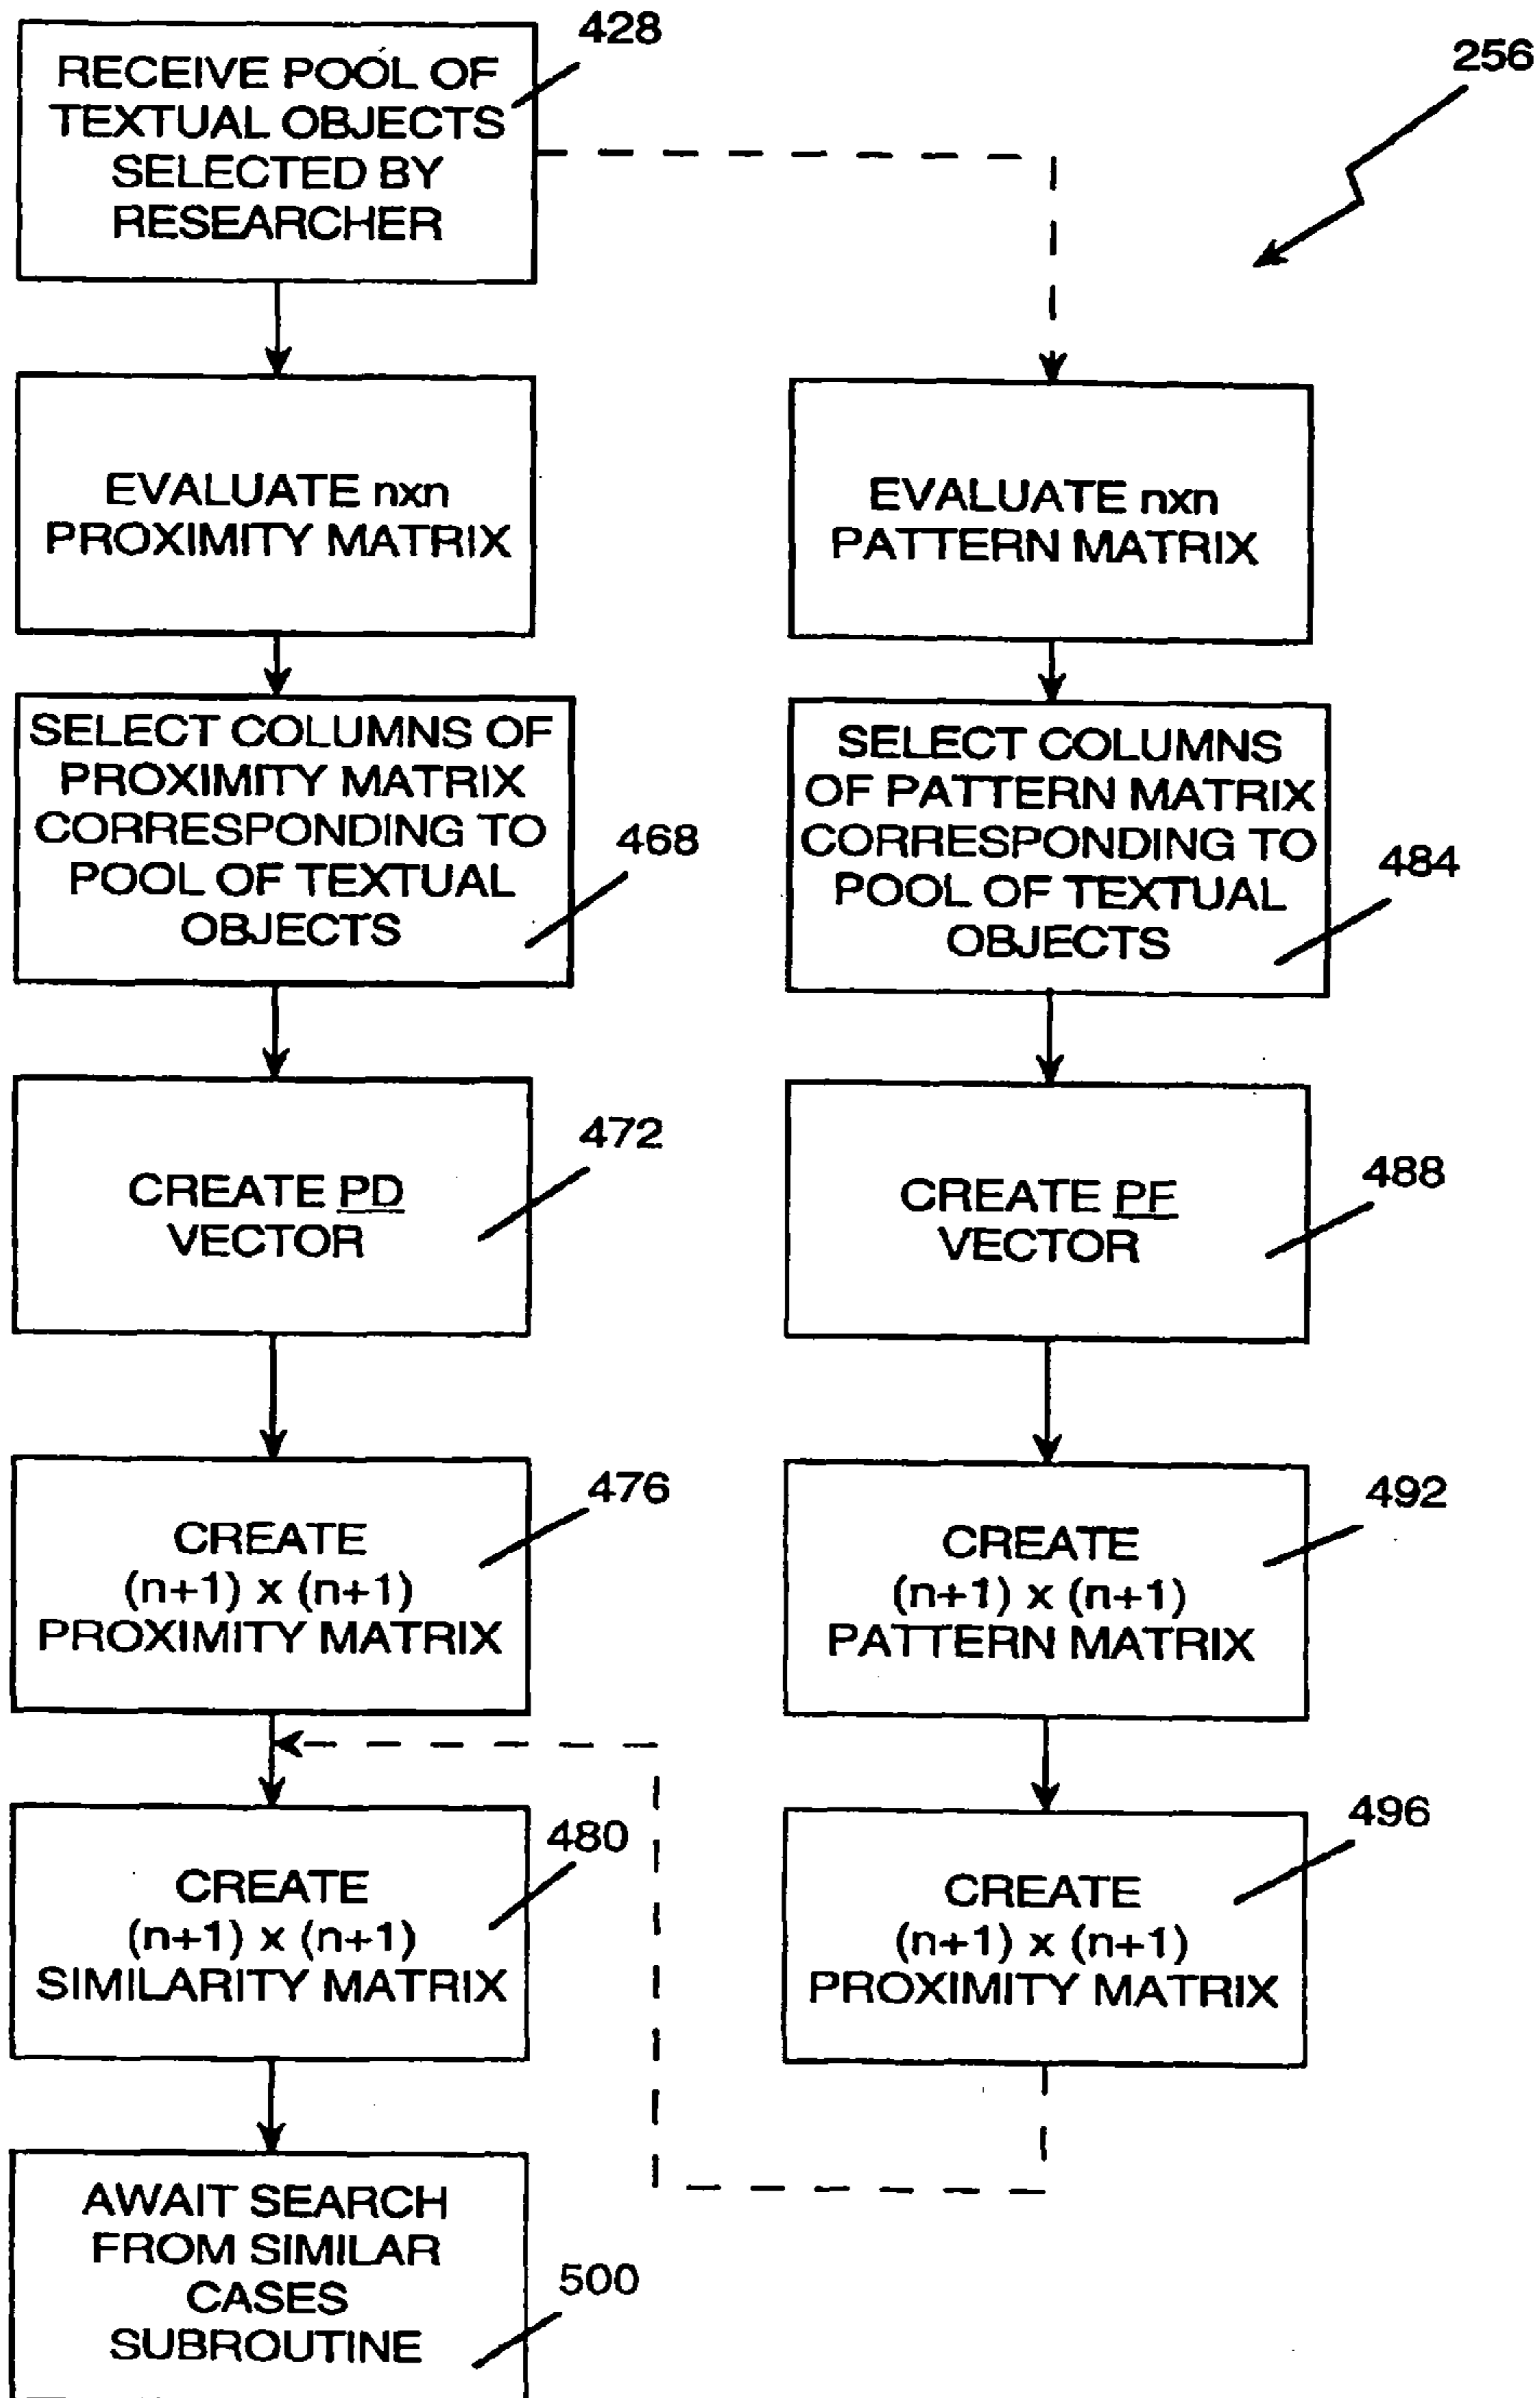 428
RECEIVE POOL OF
TEXTUAL OBJECTS
SELECTED BY
RESEARCHER
256
EVALUATE nxn
PROXIMITY MATRIX
EVALUATE nxn
PATTERN MATRIX
SELECT COLUMNS OF
PROXIMITY MATRIX
CORRESPONDING TO
POOL OF TEXTUAL
OBJECTS
468
SELECT COLUMNS
OF PATTERN MATRIX
CORRESPONDING TO
POOL OF TEXTUAL
OBJECTS
484
CREATE PD
VECTOR
472
CREATE PF
VECTOR
488
CREATE
(n+1) x (n+1)
PROXIMITY MATRIX
476
CREATE
(n+1) x (n+1)
PATTERN MATRIX
492
CREATE
(n+1) x (n+1)
SIMILARITY MATRIX
480
CREATE
(n+1) x (n+1)
PROXIMITY MATRIX
496
AWAIT SEARCH
FROM SIMILAR
CASES
SUBROUTINE
500